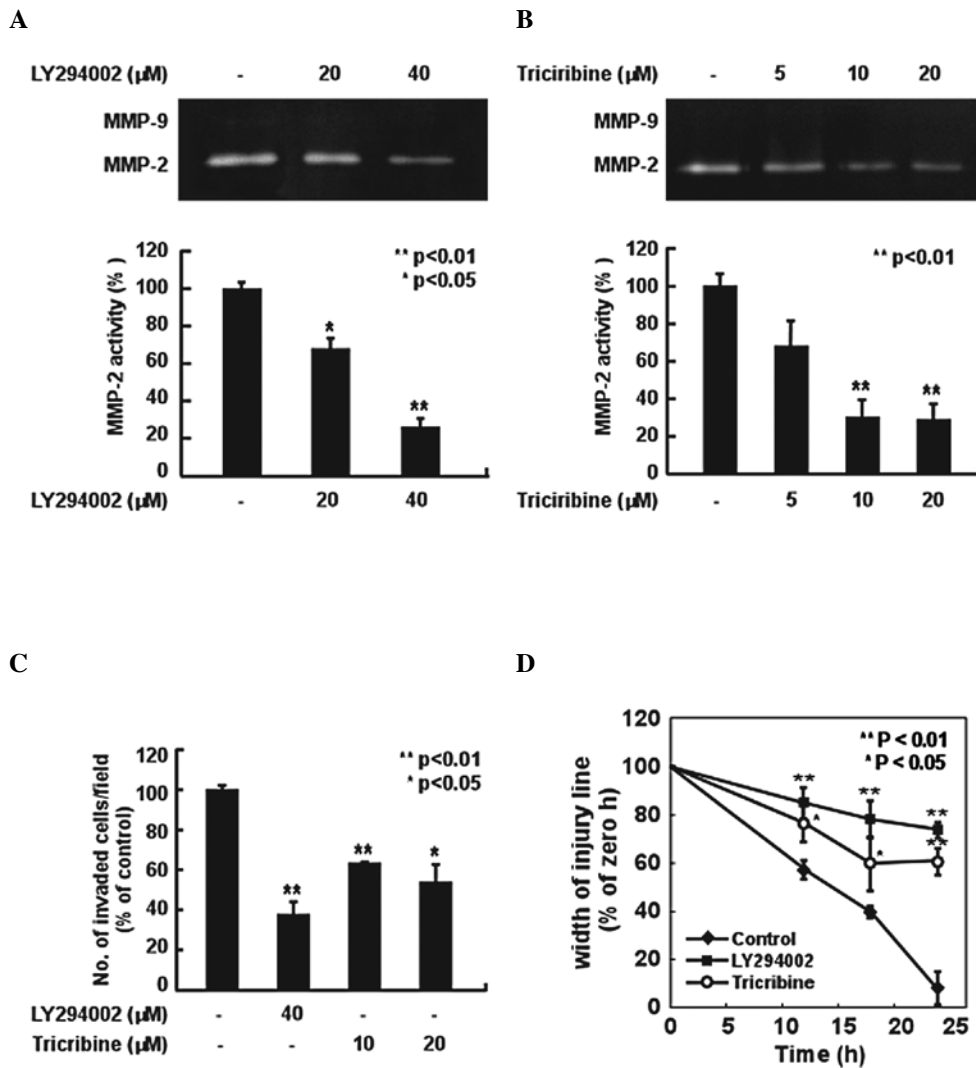 A
LY294002 (μM) - 20 40
MMP-9
MMP-2
120
100
80
60
40
20
0
MMP-2 activity (% )
** p<0.01
* p<0.05
*
**
LY294002 (μM) - 20 40
B
Triciribine (μM) - 5 10 20
MMP-9
MMP-2
120
100
80
60
40
20
0
MMP-2 activity (% )
** p<0.01
** **
Triciribine (μM) - 5 10 20
C
120
100
80
60
40
20
0
No. of invaded cells/field
(% of control)
** p<0.01
* p<0.05
**
**
*
LY294002 (μM) - 40 - -
Tricribine (μM) - - 10 20
D
120
100
80
60
40
20
0
width of injury line
(% of zero h)
** P < 0.01
* P < 0.05
** ** **
* * **
Control
LY294002
Tricribine
0 5 10 15 20 25
Time (h)